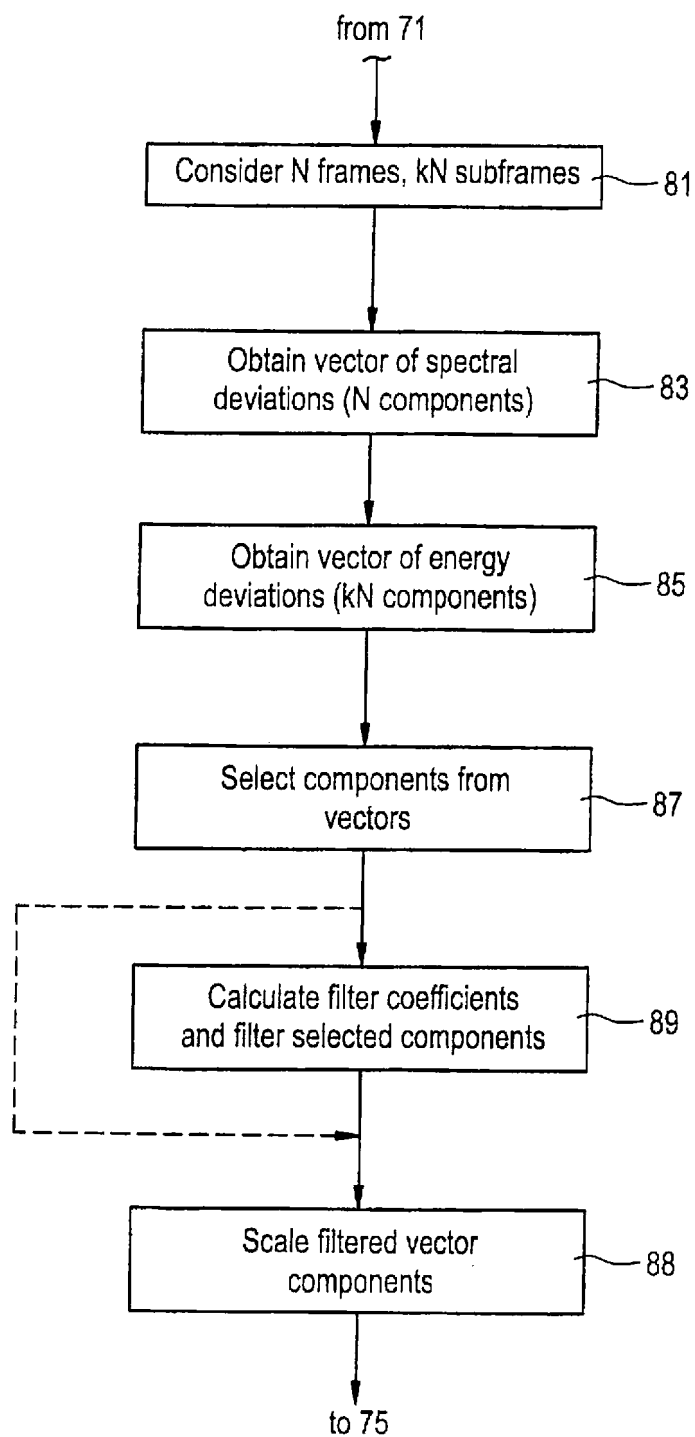 from 71
Consider N frames, kN subframes
81
Obtain vector of spectral
deviations (N components)
83
Obtain vector of energy
deviations (kN components)
85
Select components from
vectors
87
Calculate filter coefficients
and filter selected components
89
Scale filtered vector
components
88
to 75